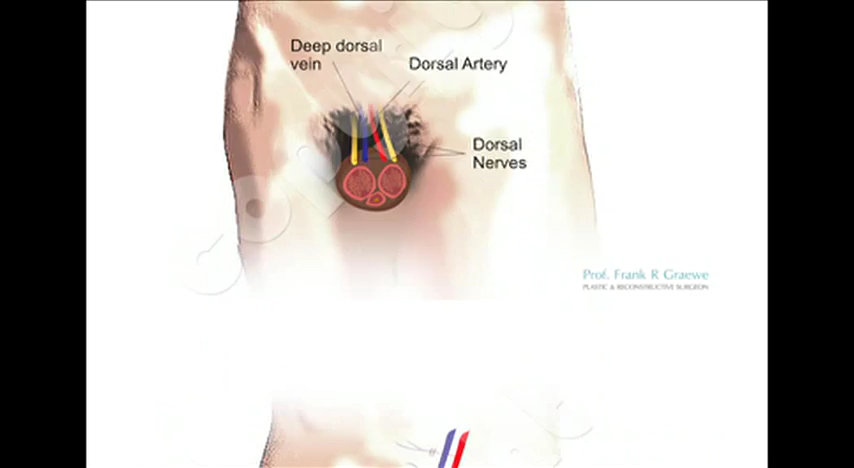 Deep dorsal
vein
Dorsal Artery
Dorsal
Nerves
Prof. Frank R Graewe
PLASTIC & RECONSTRUCTIVE SURGEON